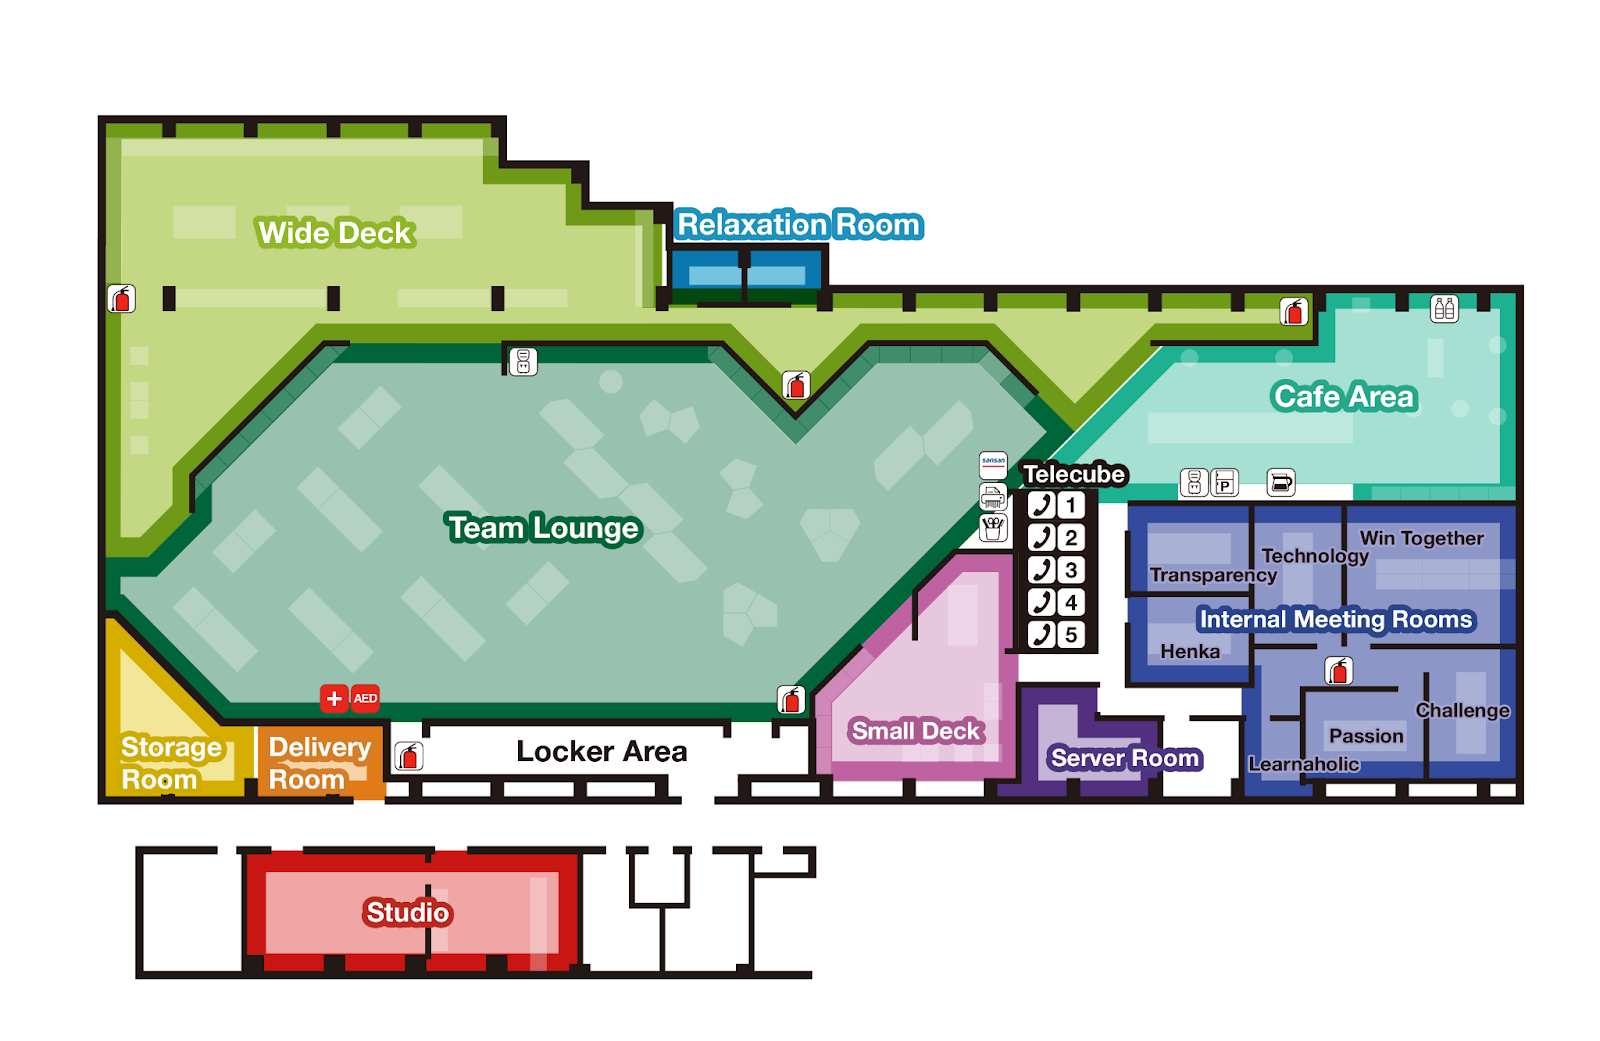 Relaxation Room
Wide Deck
Cafe Area
sansan
Telecube
P
1
2
3
4
5
Team Lounge
Win Together
Technology
Transparency
Internal Meeting Rooms
Henka
AED
Challenge
Small Deck
Passion
Storage
Room
Delivery
Room
Locker Area
Server Room
Learnaholic
Studio